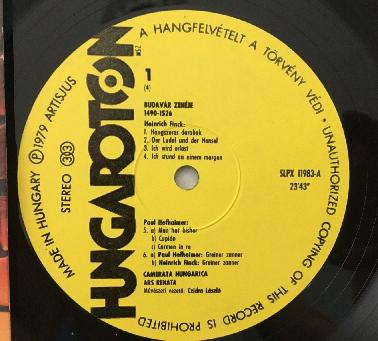 A HANGFELVÉTELT A TÖRVÉNY VÉDI • UNAUTHORIZED COPYING OF THIS RECORD IS PROHIBITED
MADE IN HUNGARY Ⓟ 1979 ARTISJUS
STEREO 33
HUNGAROTON
MSZ
1
(4)
BUDAVÁR ZENÉJE
1490-1526
Heinrich Finck:
1. Hangszeres darabok
2. Der Ludel und der Hensel
3. Ich wird erlost
4. Ich stund an einem morgen
SLPX 11983-A
23'43"
Paul Hofhaimer:
5. a) Man hat bisher
b) Cupido
c) Carmen in re
6. a) Paul Hofhaimer: Greiner zanner
b) Heinrich Finck: Greiner zanner
CAMERATA HUNGARICA
ARS RENATA
Művészeti vezető: Czidra László